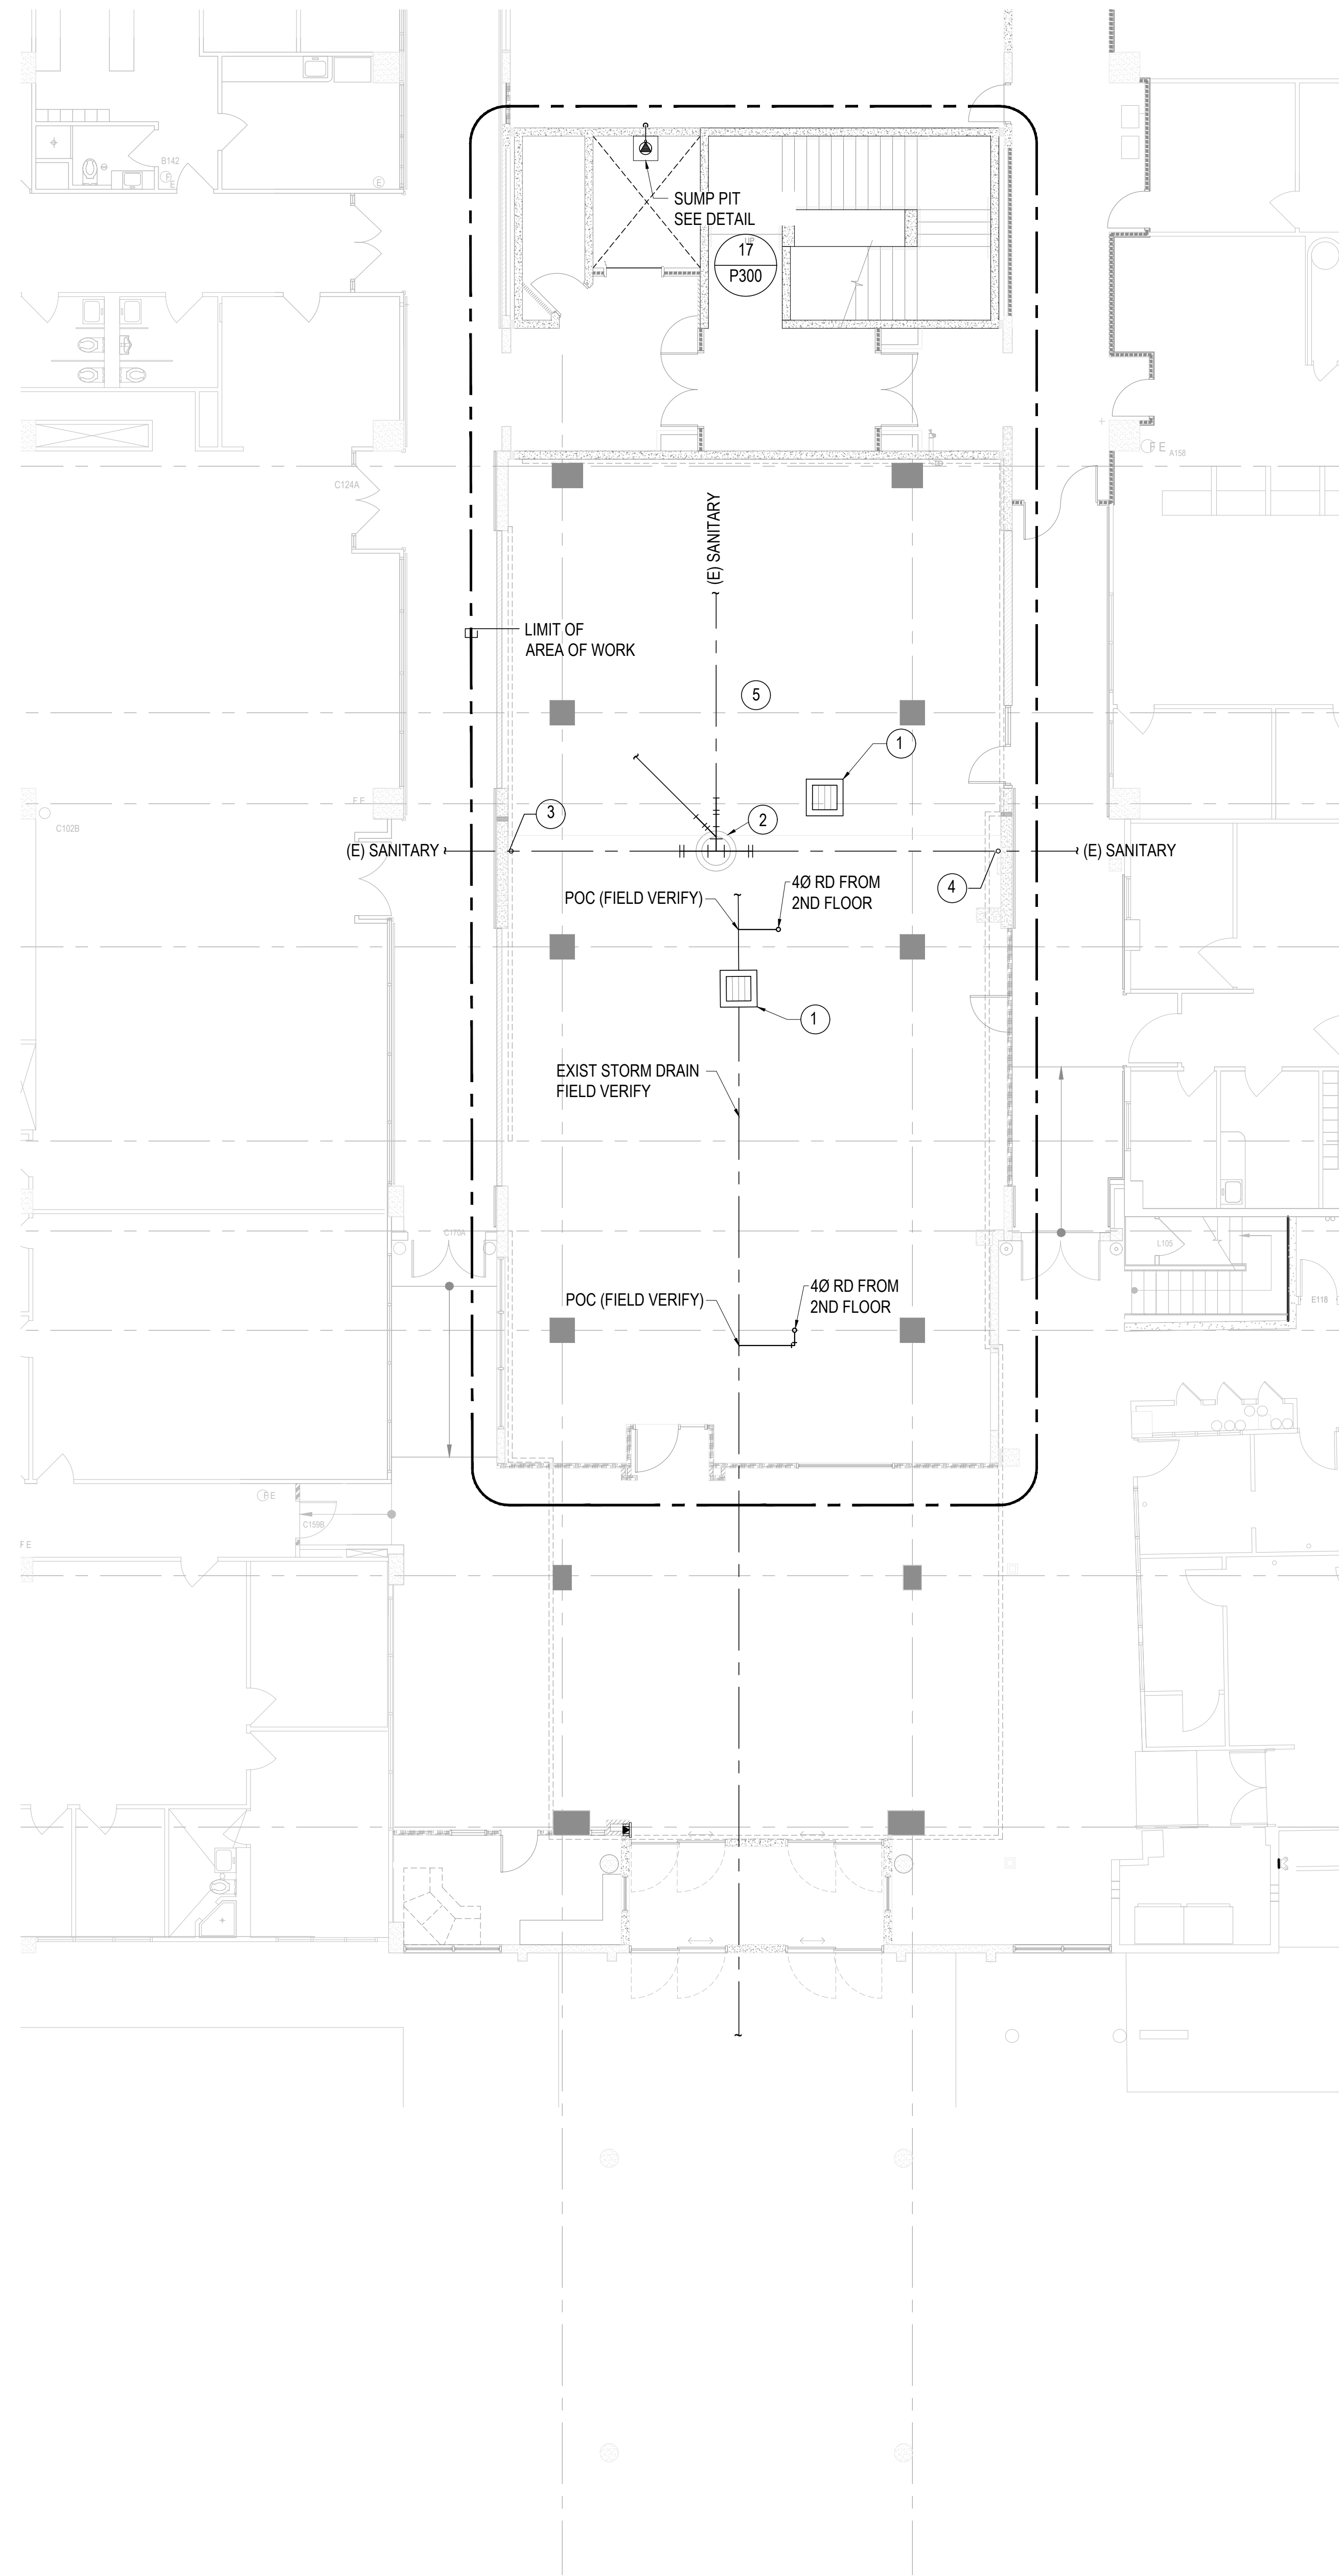 B142
E
E
E
SUMP PIT
SEE DETAIL
UP
17
P300
C124A
F E
A158
(E) SANITARY
LIMIT OF
AREA OF WORK
5
1
F E
C102B
3
2
(E) SANITARY
(E) SANITARY
4
POC (FIELD VERIFY)
4Ø RD FROM
2ND FLOOR
1
EXIST STORM DRAIN
FIELD VERIFY
C170A
L105
E118
POC (FIELD VERIFY)
4Ø RD FROM
2ND FLOOR
F E
C159B
F E